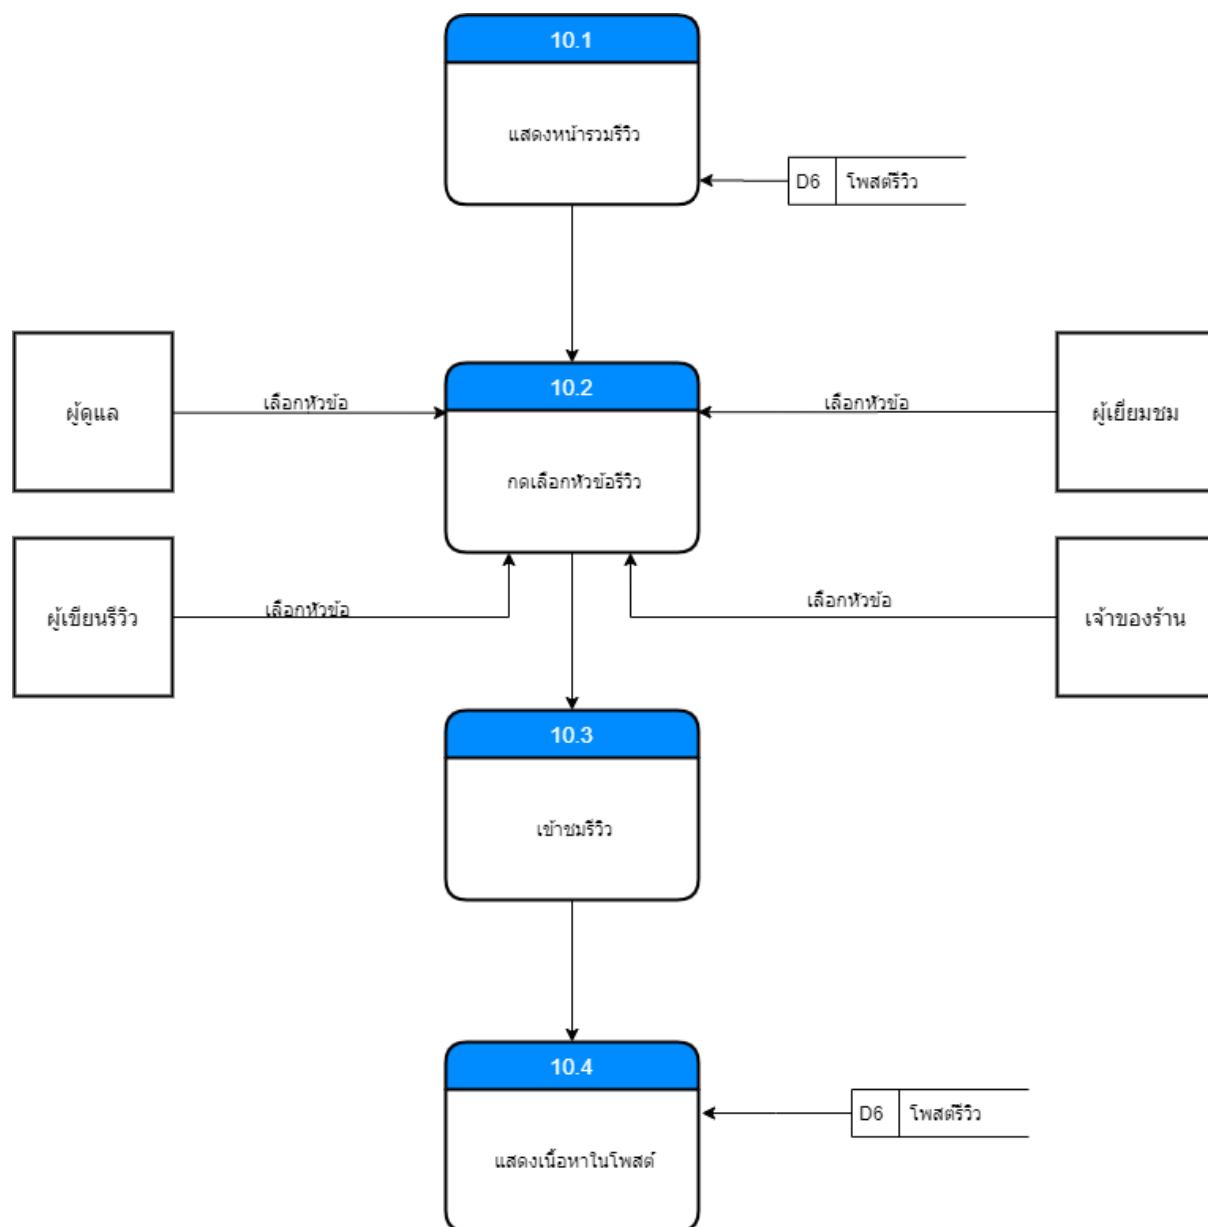 10.1
แสดงหน้ารวมรีวิว
D6 โพสต์รีวิว
10.2
ผู้ดูแล
เลือกหัวข้อ
เลือกหัวข้อ
ผู้เยี่ยมชม
กดเลือกหัวข้อรีวิว
ผู้เขียนรีวิว
เลือกหัวข้อ
เลือกหัวข้อ
เจ้าของร้าน
10.3
เข้าชมรีวิว
10.4
D6 โพสต์รีวิว
แสดงเนื้อหาในโพสต์